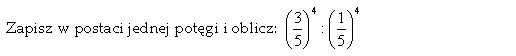 Zapisz w postaci jednej potęgi i oblicz: (3/5)^4 : (1/5)^4